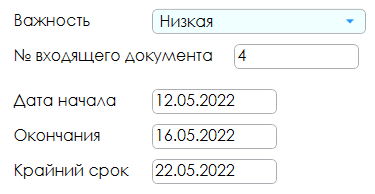 Важность Низкая
№ входящего документа 4
Дата начала 12.05.2022
Окончания 16.05.2022
Крайний срок 22.05.2022